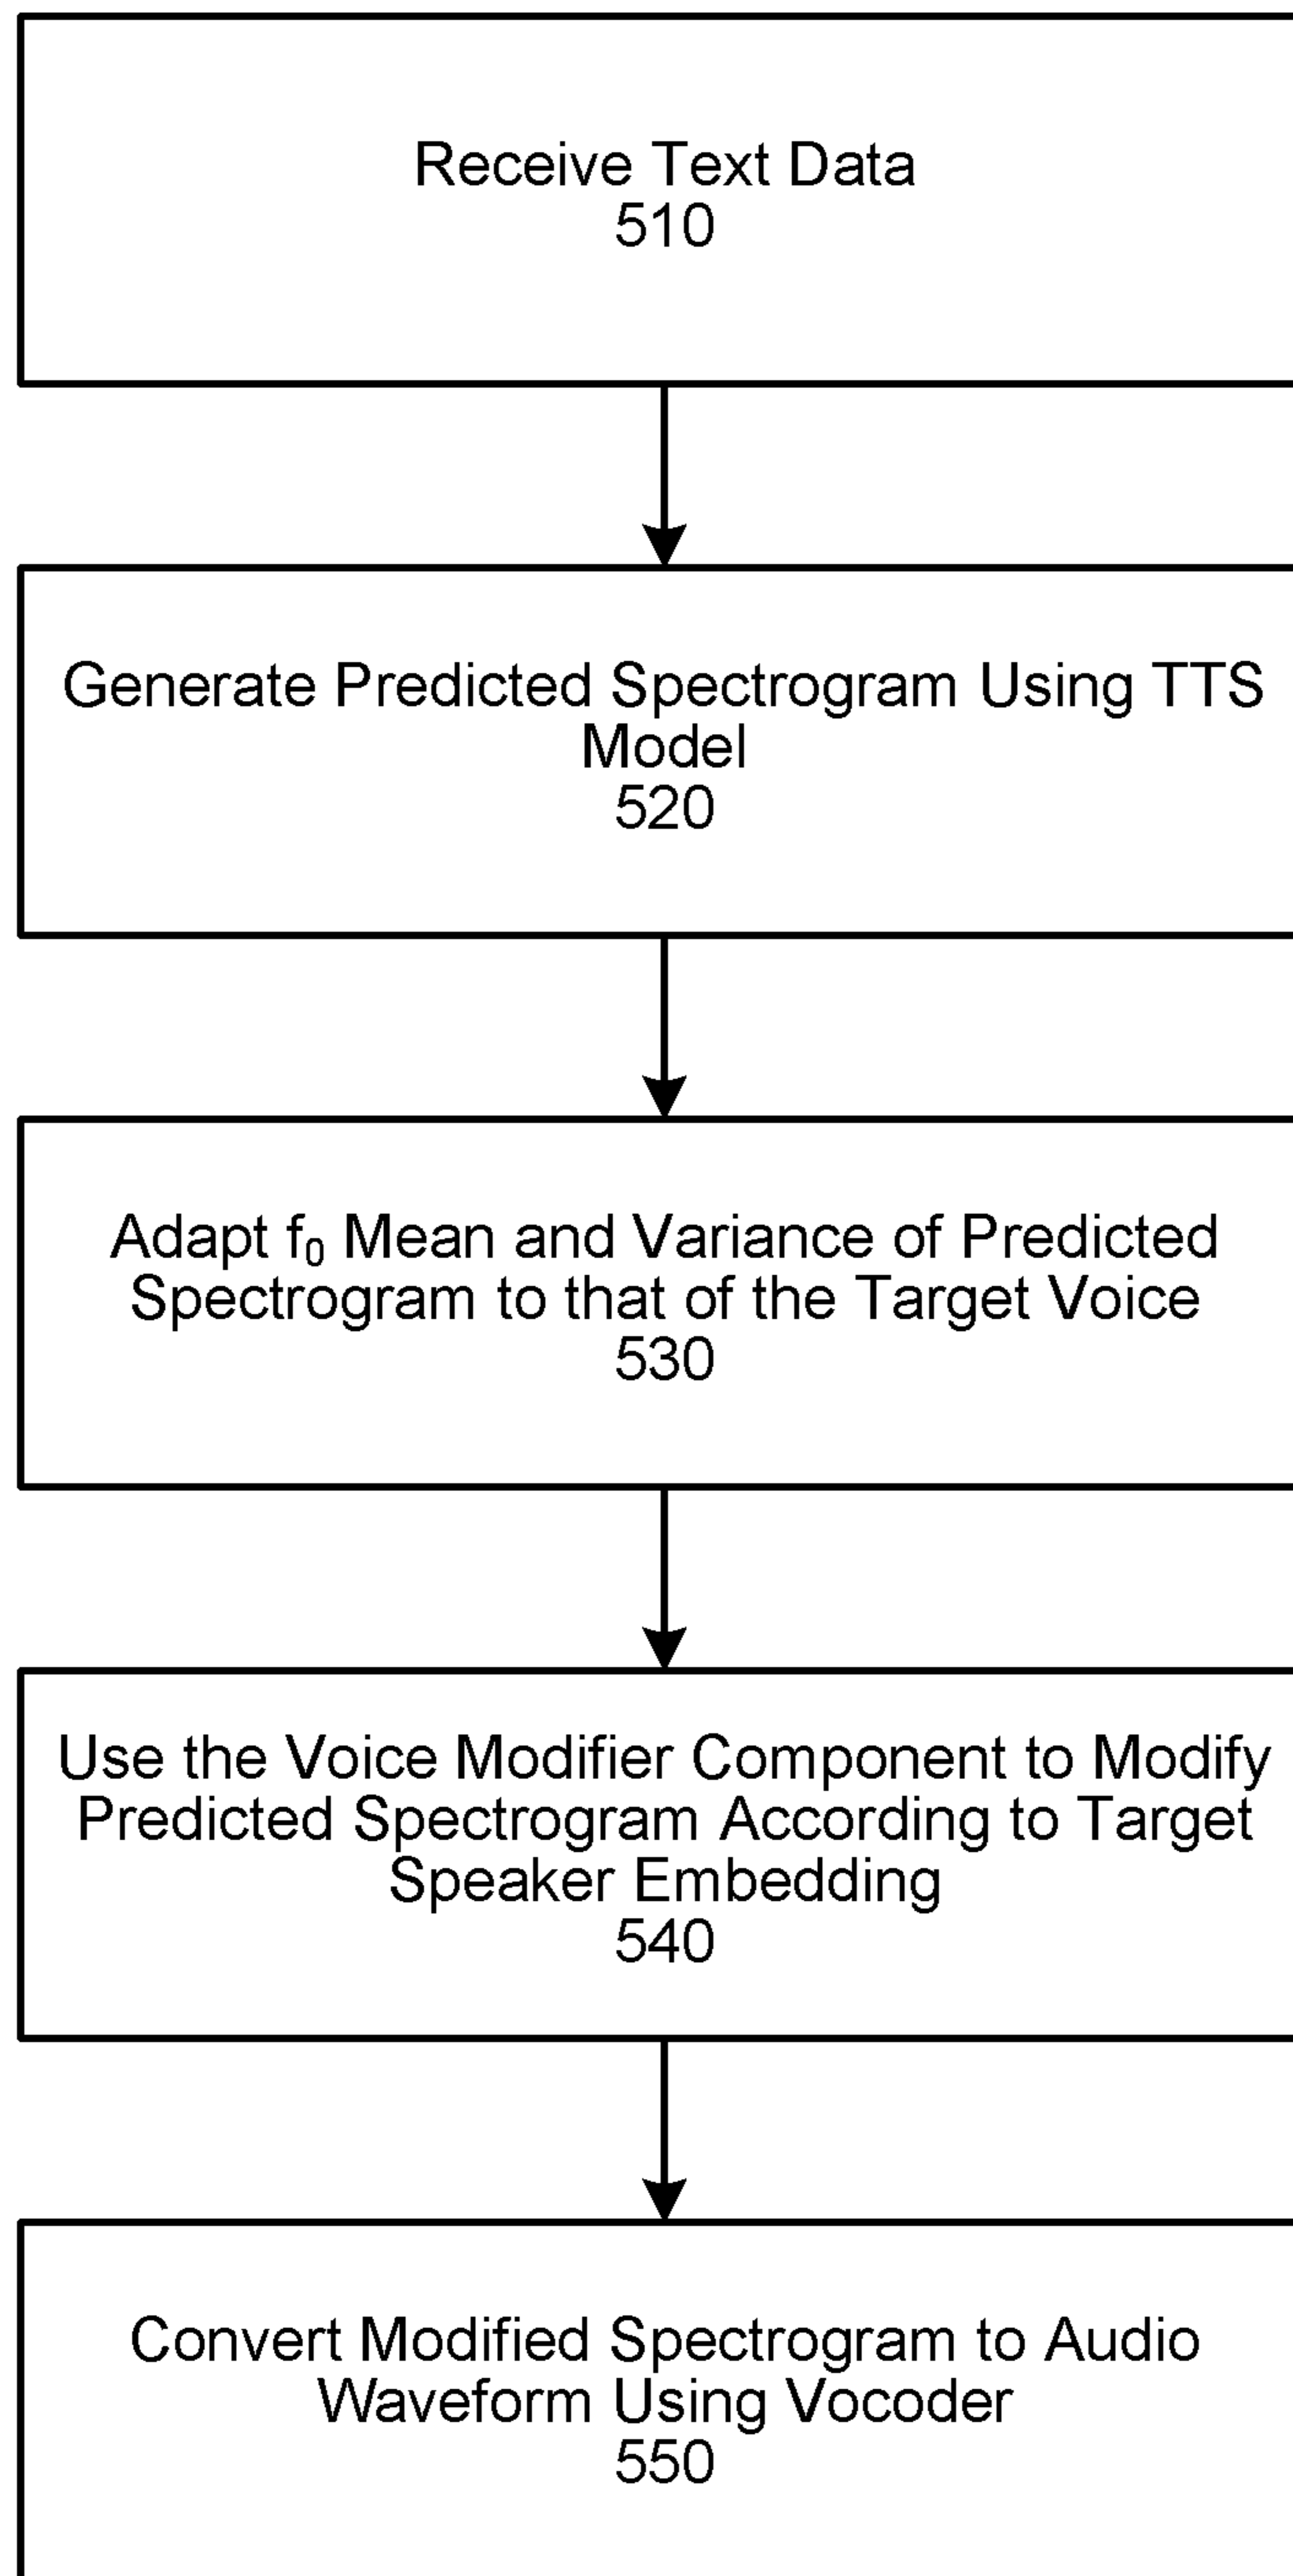 Receive Text Data
510
Generate Predicted Spectrogram Using TTS
Model
520
Adapt f₀ Mean and Variance of Predicted
Spectrogram to that of the Target Voice
530
Use the Voice Modifier Component to Modify
Predicted Spectrogram According to Target
Speaker Embedding
540
Convert Modified Spectrogram to Audio
Waveform Using Vocoder
550